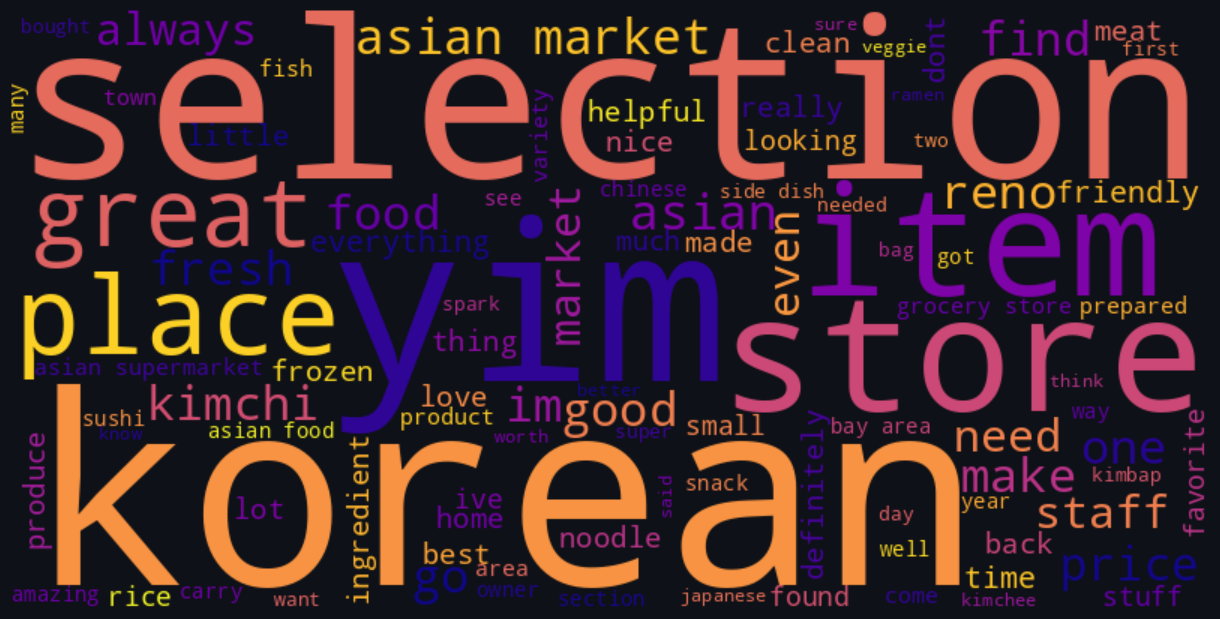 bought always asian market sure clean veggie dont find meat first
selection
many town fish little variety helpful nice really looking ramen two
great food see market chinese asian side dish needed reno friendly
everything fresh much made even item bag got
place yim spark thing grocery store prepared
asian supermarket frozen store think
kimchi sushi know asian food love product better im good worth super small bay area way
korean need one favorite
produce lot ingredient ive home said snack definitely make kimbap year staff
noodle day well back
best go area owner section time price
amazing rice carry want japanese found come kimchee stuff